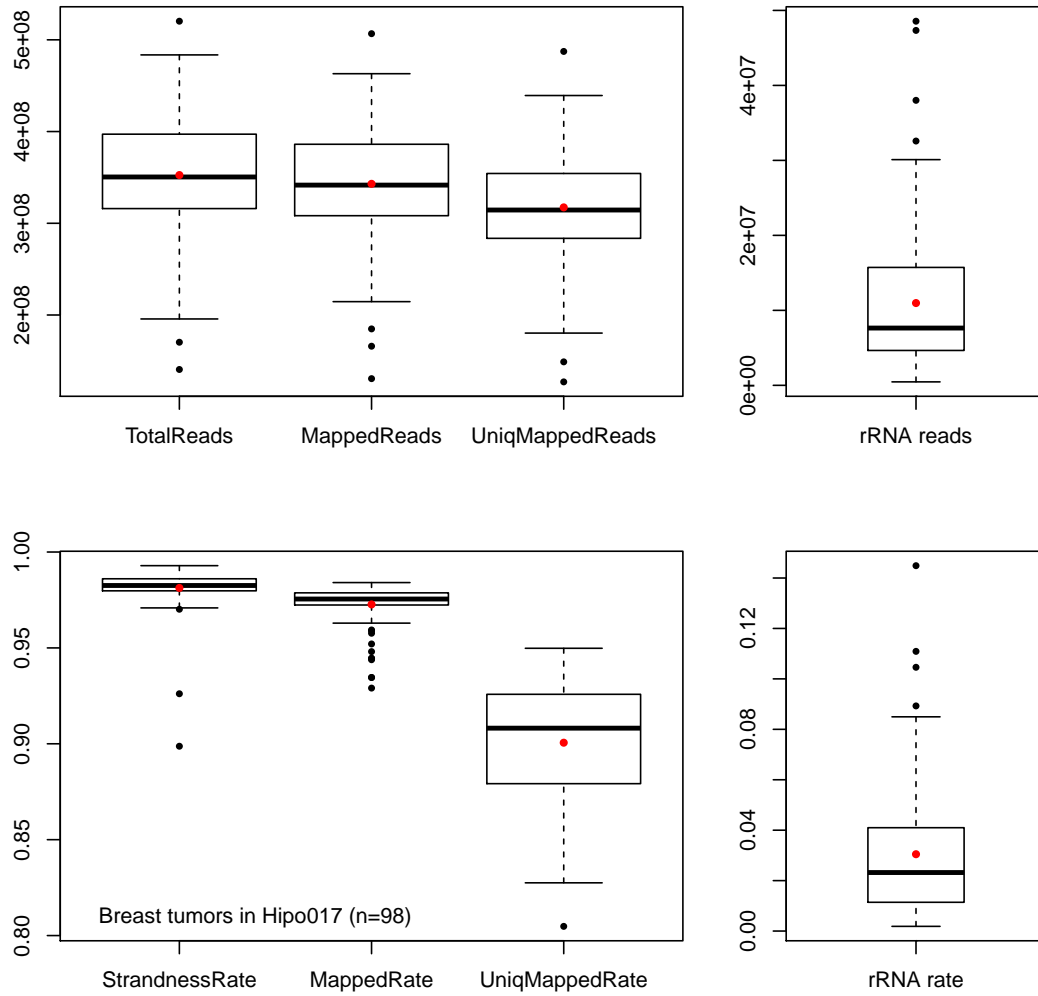 5e+08
4e+08
3e+08
2e+08
TotalReads MappedReads UniqMappedReads
4e+07
2e+07
0e+00
rRNA reads
1.00
0.95
0.90
0.85
0.80
Breast tumors in Hipo017 (n=98)
StrandnessRate MappedRate UniqMappedRate
0.12
0.08
0.04
0.00
rRNA rate